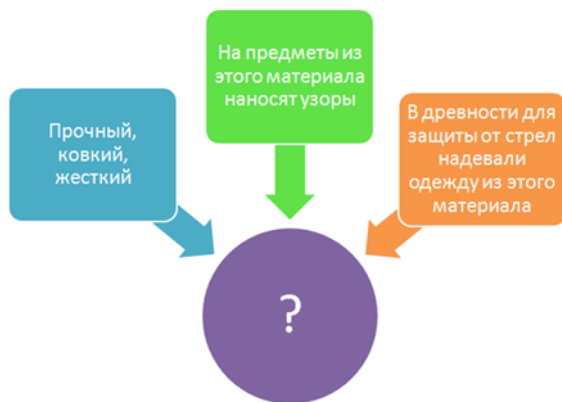 Прочный,
ковкий,
жесткий
На предметы из
этого материала
наносят узоры
В древности для
защиты от стрел
надевали
одежду из этого
материала
?